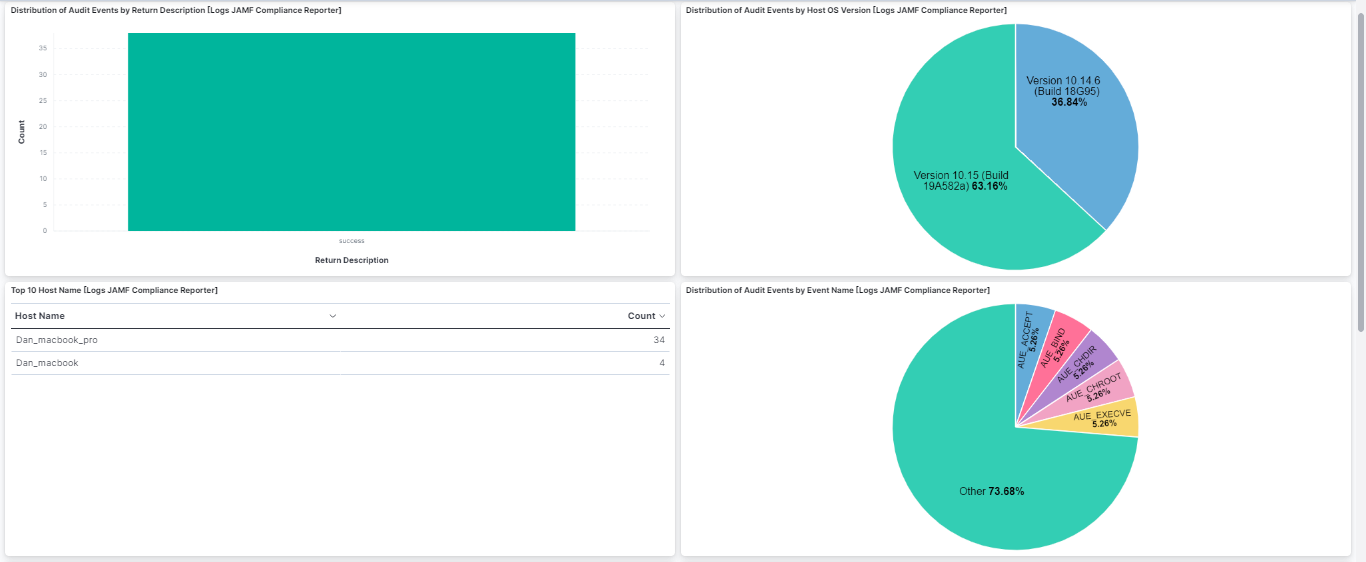 Distribution of Audit Events by Return Description [Logs JAMF Compliance Reporter]
35
30
25
20
15
10
5
0
Count
success
Return Description
Distribution of Audit Events by Host OS Version [Logs JAMF Compliance Reporter]
Version 10.14.6
(Build 18G95)
36.84%
Version 10.15 (Build
19A582a) 63.16%
Top 10 Host Name [Logs JAMF Compliance Reporter]
Host Name Count
Dan_macbook_pro 34
Dan_macbook 4
Distribution of Audit Events by Event Name [Logs JAMF Compliance Reporter]
AUE_ACCEPT
5.26%
AUE_BIND
5.26%
AUE_CHDIR
5.26%
AUE_CHROOT
5.26%
AUE_EXECVE
5.26%
Other 73.68%